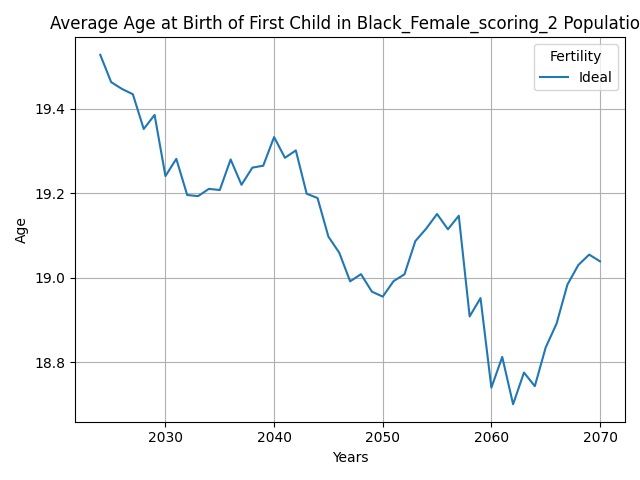 Average Age at Birth of First Child in Black_Female_scoring_2 Populatio
Fertility
Ideal
19.4
19.2
19.0
18.8
Age
2030 2040 2050 2060 2070
Years